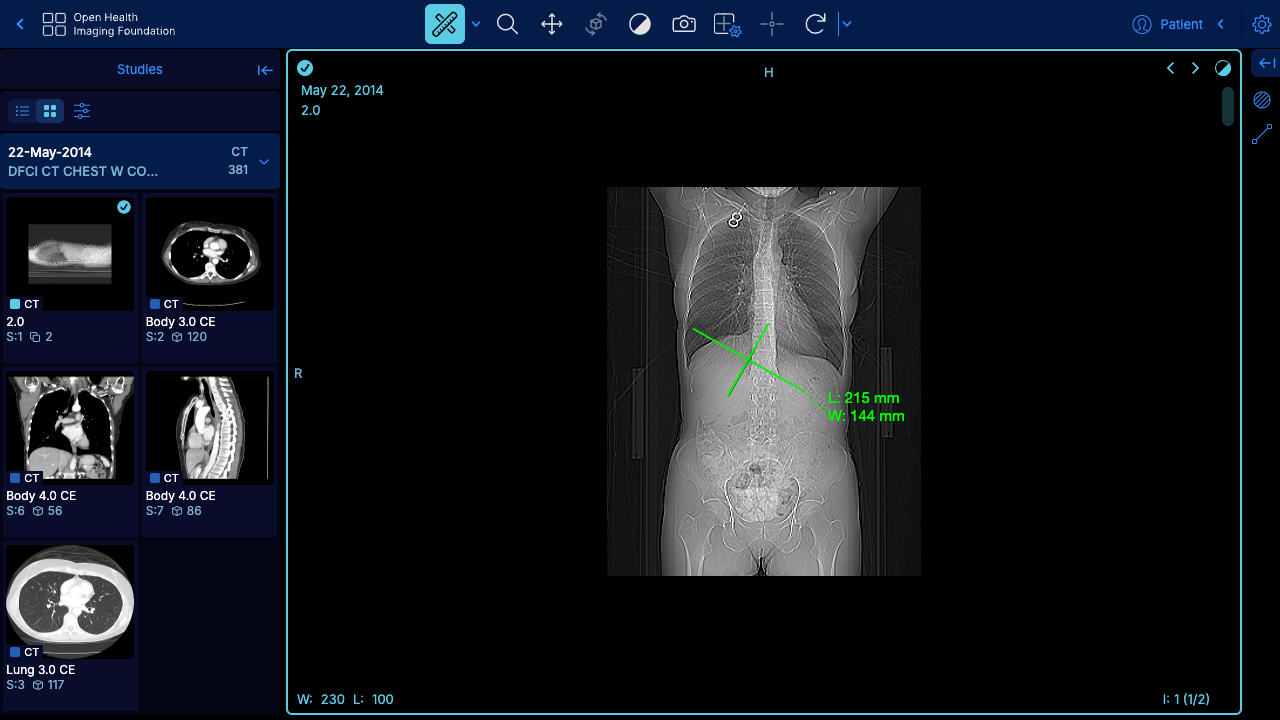 Open Health
Imaging Foundation
Patient
Studies
22-May-2014
CT
DFCI CT CHEST W CO...
381
CT
2.0
S:1 2
CT
Body 3.0 CE
S:2 120
CT
Body 4.0 CE
S:6 56
CT
Body 4.0 CE
S:7 86
CT
Lung 3.0 CE
S:3 117
May 22, 2014
2.0
H
R
L: 215 mm
W: 144 mm
W: 230 L: 100
I: 1 (1/2)